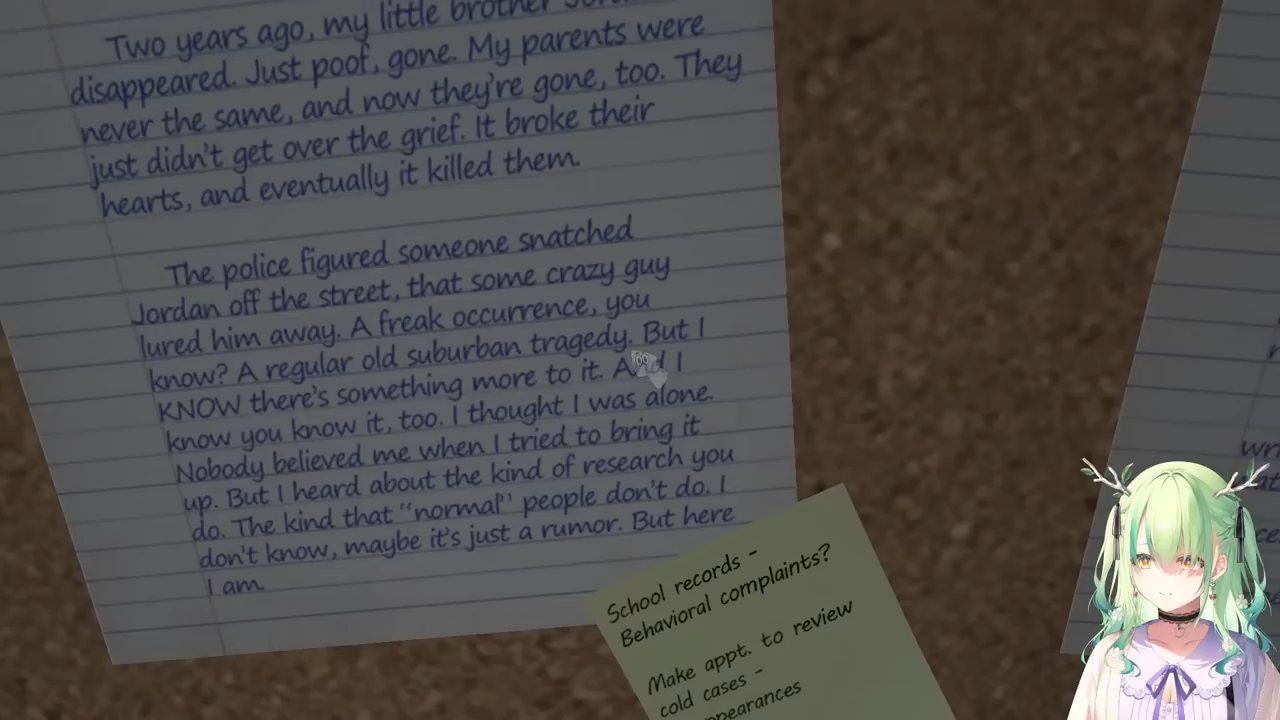 Two years ago, my little brother
disappeared. Just poof, gone. My parents were
never the same, and now they're gone, too. They
just didn't get over the grief. It broke their
hearts, and eventually it killed them.
The police figured someone snatched
Jordan off the street, that some crazy guy
lured him away. A freak occurrence, you
know? A regular old suburban tragedy. But I
KNOW there's something more to it. And I
know you know it, too. I thought I was alone.
Nobody believed me when I tried to bring it
up. But I heard about the kind of research you
do. The kind that “normal” people don't do. I
don't know, maybe it's just a rumor. But here
I am.
School records -
Behavioral complaints?
Make appt. to review
cold cases -